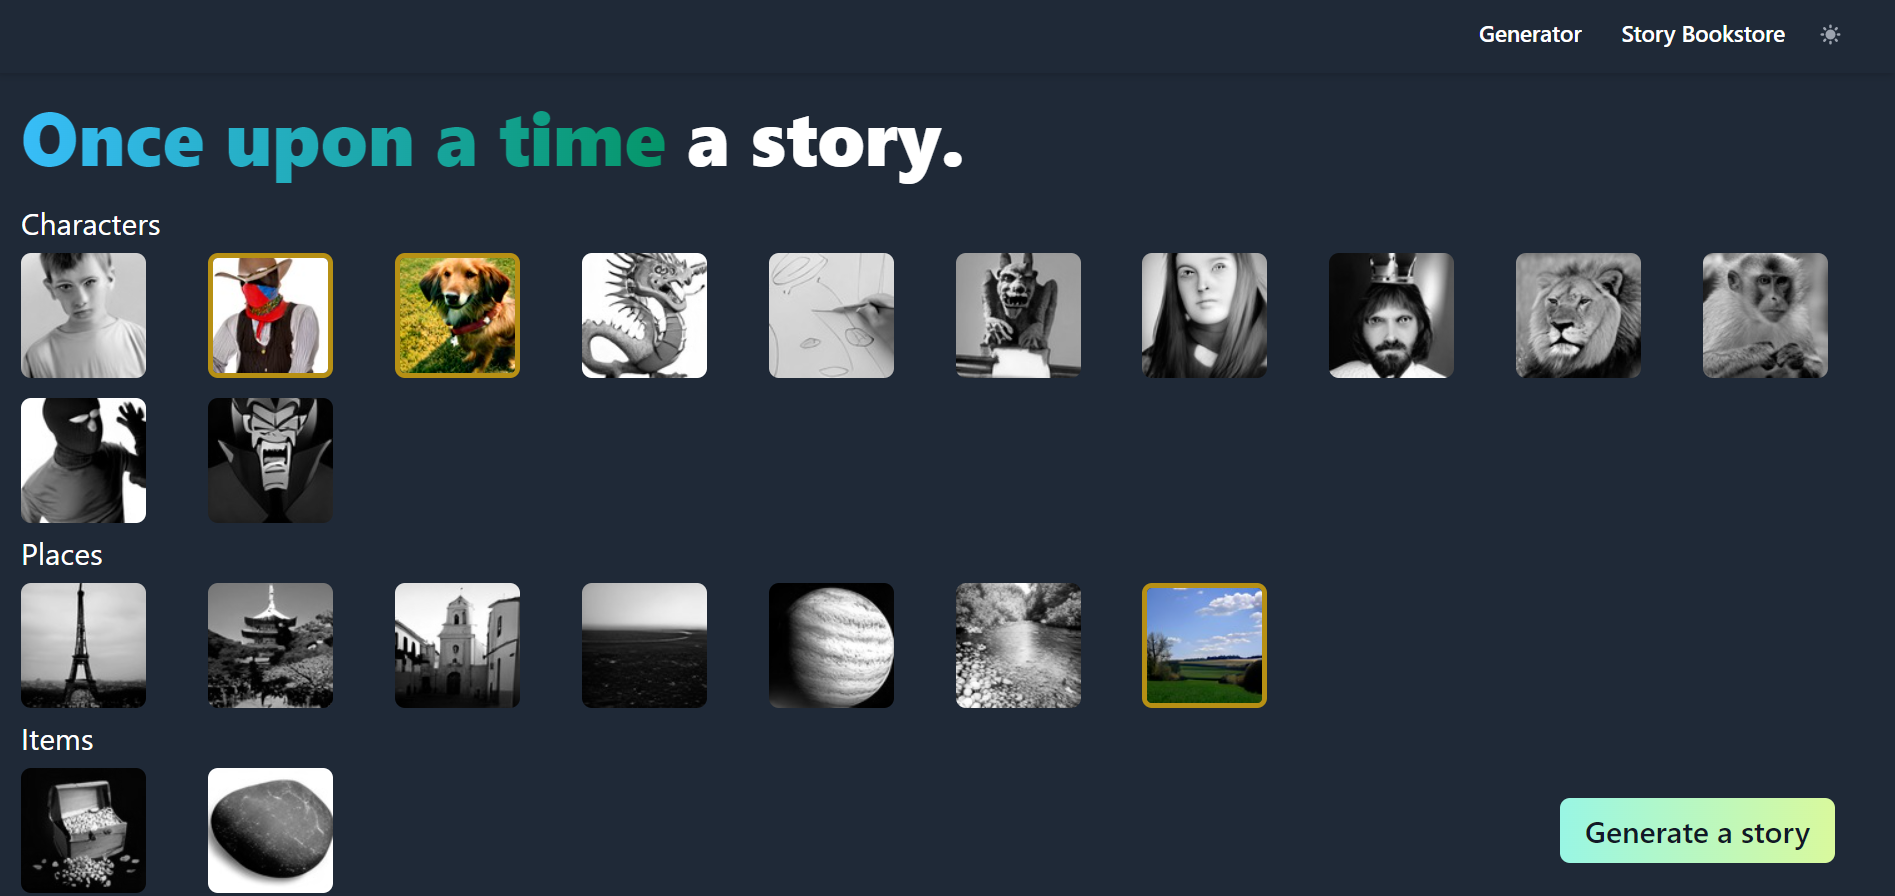 Generator Story Bookstore
Once upon a time a story.
Characters
Places
Items
Generate a story